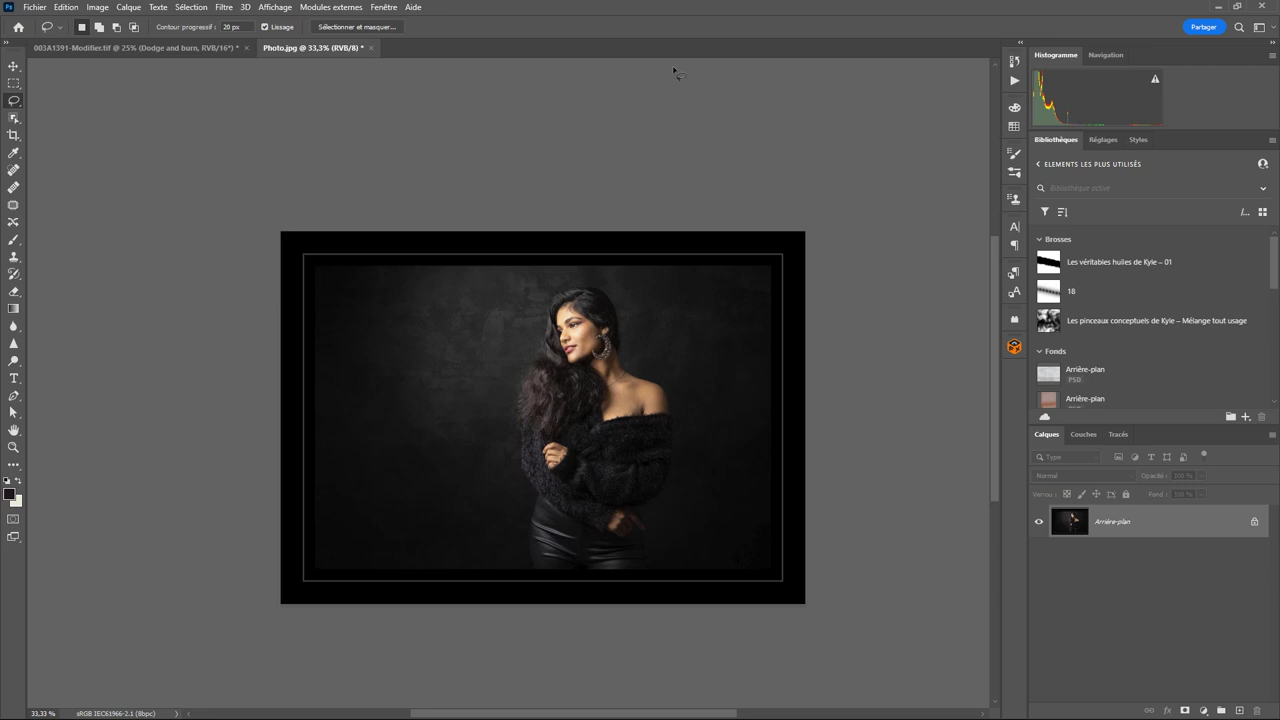 Ps Fichier Edition Image Calque Texte Sélection Filtre 3D Affichage Modules externes Fenêtre Aide
Contour progressif : 20 px Lissage Sélectionner et masquer... Partager
003A1391-Modifier.tif @ 25% (Dodge and burn, RVB/16*) * × Photo.jpg @ 33,3% (RVB/8) * ×
Histogramme Navigation
Bibliothèques Réglages Styles
ELEMENTS LES PLUS UTILISÉS
Bibliothèque active
Brosses
Les véritables huiles de Kyle – 01
18
Les pinceaux conceptuels de Kyle – Mélange tout usage
Fonds
Arrière-plan
PSD
Arrière-plan
Calques Couches Tracés
Type
Normal Opacité : 100 %
Verrou : Fond : 100 %
Arrière-plan
33,33 % sRGB IEC61966-2.1 (8bpc)